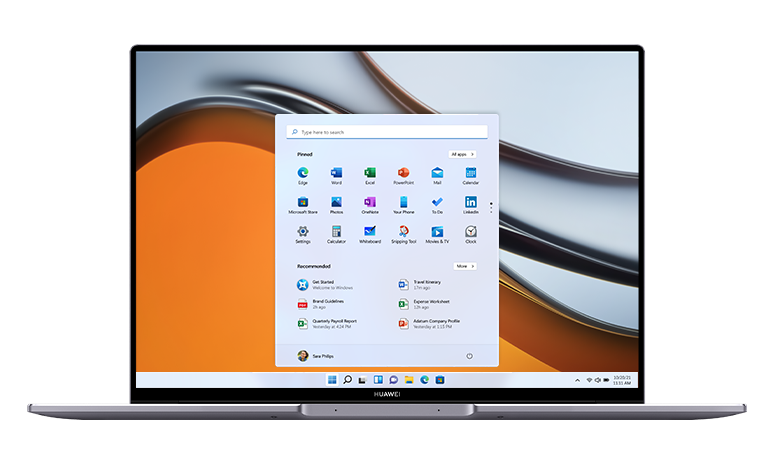 Type here to search
Pinned
All apps >
Edge
Word
Excel
PowerPoint
Mail
Calendar
Microsoft Store
Photos
OneNote
Your Phone
To Do
LinkedIn
Settings
Calculator
Whiteboard
Snipping Tool
Movies & TV
Clock
Recommended
More >
Get Started
Welcome to Windows
Travel Itinerary
17m ago
Brand Guidelines
2h ago
Expense Worksheet
12h ago
Quarterly Payroll Report
Yesterday at 4:24 PM
Adatum Company Profile
Yesterday at 1:15 PM
Sara Philips
10/20/21
11:11 AM
HUAWEI